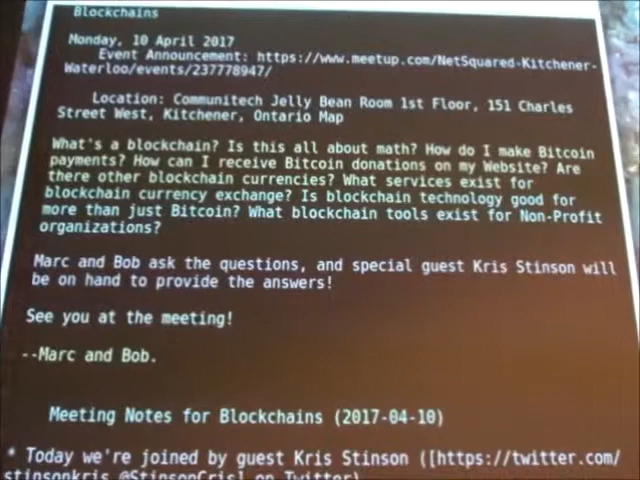 Blockchains
Monday, 10 April 2017
Event Announcement: https://www.meetup.com/NetSquared-Kitchener-
Waterloo/events/237778947/
Location: Communitech Jelly Bean Room 1st Floor, 151 Charles
Street West, Kitchener, Ontario Map
What's a blockchain? Is this all about math? How do I make Bitcoin
payments? How can I receive Bitcoin donations on my Website? Are
there other blockchain currencies? What services exist for
blockchain currency exchange? Is blockchain technology good for
more than just Bitcoin? What blockchain tools exist for Non-Profit
organizations?
Marc and Bob ask the questions, and special guest Kris Stinson will
be on hand to provide the answers!
See you at the meeting!
--Marc and Bob.
Meeting Notes for Blockchains (2017-04-10)
* Today we're joined by guest Kris Stinson ([https://twitter.com/
stinsonkris @StinsonCris] on Twitter)